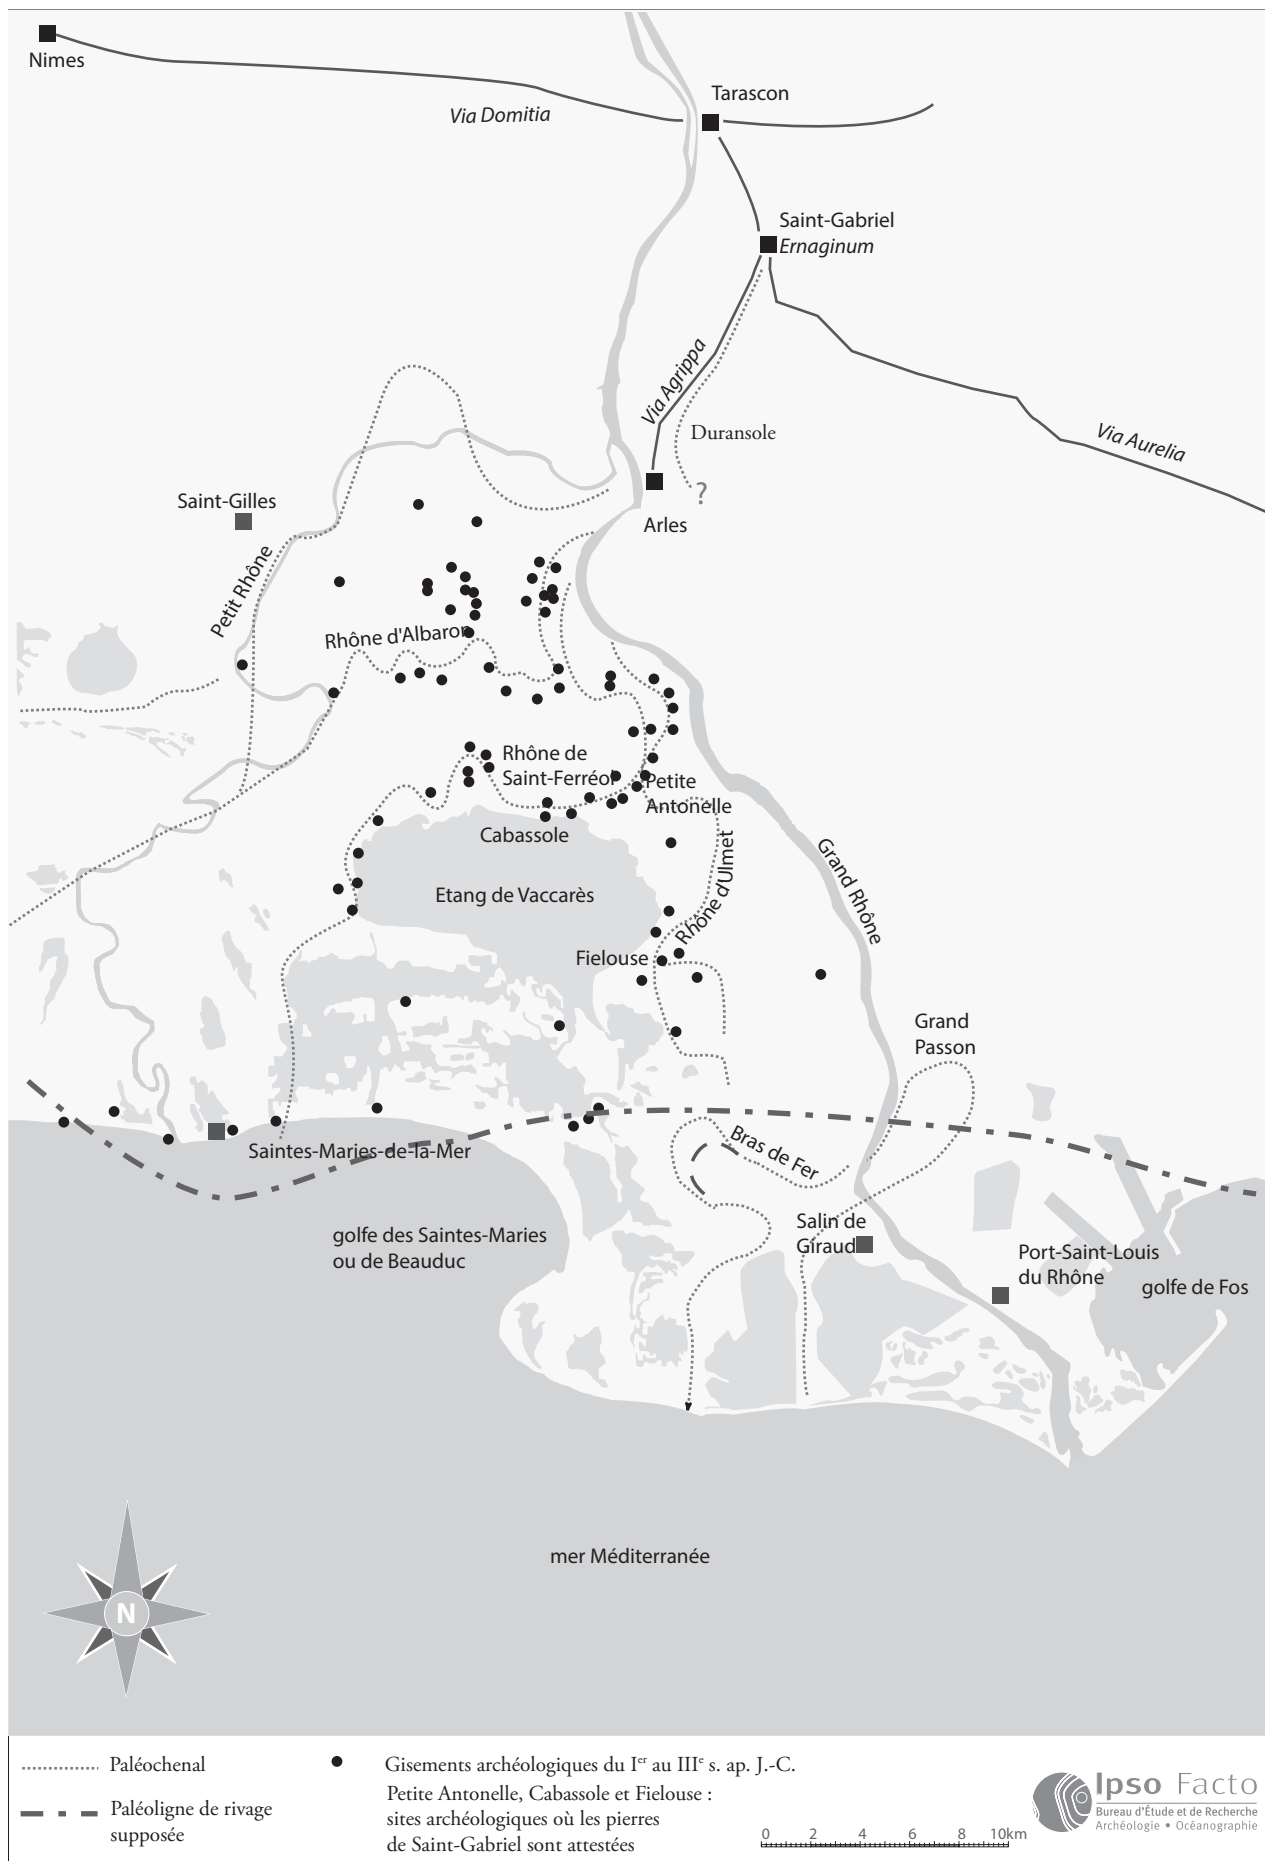 Nimes
Via Domitia
Tarascon
Saint-Gabriel
Ernaginum
Via Agrippa
Via Aurelia
Duransole
?
Arles
Saint-Gilles
Petit Rhône
Rhône d'Albaron
Rhône de
Saint-Ferréol
Petite
Antonelle
Cabassole
Etang de Vaccarès
Rhône d'Ulmet
Grand Rhône
Fielouse
Grand
Passon
Bras de Fer
Saintes-Maries-de-la-Mer
golfe des Saintes-Maries
ou de Beauduc
Salin de
Giraud
Port-Saint-Louis
du Rhône
golfe de Fos
mer Méditerranée
N
Paléochenal
Paléoligne de rivage
supposée
Gisements archéologiques du Ier au IIIe s. ap. J.-C.
Petite Antonelle, Cabassole et Fielouse :
sites archéologiques où les pierres
de Saint-Gabriel sont attestées
0 2 4 6 8 10km
Ipso Facto
Bureau d'Étude et de Recherche
Archéologie • Océanographie